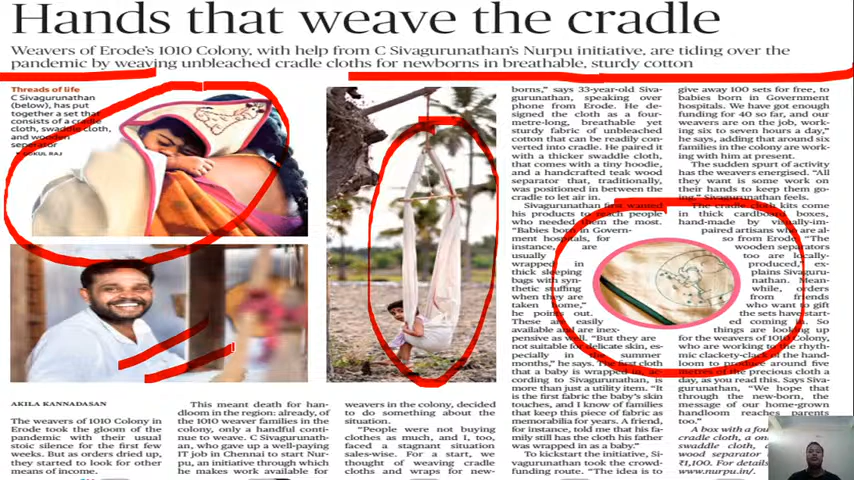 Hands that weave the cradle
Weavers of Erode's 1010 Colony, with help from C Sivagurunathan's Nurpu initiative, are tiding over the
pandemic by weaving unbleached cradle cloths for newborns in breathable, sturdy cotton
Threads of life
C Sivagurunathan
(below), has put
together a set that
consists of a cradle
cloth, swaddle cloth,
and wooden
seperator
GOKUL RAJ
AKILA KANNADASAN
The weavers of 1010 Colony in
Erode took the gloom of the
pandemic with their usual
stoic silence for the first few
weeks. But as orders dried up,
they started to look for other
means of income.
This meant death for han-
dloom in the region: already, of
the 1010 weaver families in the
colony, only a handful conti-
nue to weave. C Sivagurunath-
an, who gave up a well-paying
IT job in Chennai to start Nur-
pu, an initiative through which
he makes work available for
weavers in the colony, decided
to do something about the
situation.
"People were not buying
clothes as much, and I, too,
faced a stagnant situation
sales-wise. For a start, we
thought of weaving cradle
cloths and wraps for new-
borns," says 33-year-old Siva-
gurunathan, speaking over
phone from Erode. He de-
signed the cloth as a four-
metre-long, breathable yet
sturdy fabric of unbleached
cotton that can be readily con-
verted into cradle. He paired it
with a thicker swaddle cloth,
that comes with a tiny hoodie,
and a handcrafted teak wood
separator that, traditionally,
was positioned in between the
cradle to let air in.
Sivagurunathan first wanted
his products to reach people
who needed them the most.
"Babies born in Govern-
ment hospitals, for
instance, are
usually
wrapped in
thick sleeping
bags with syn-
thetic stuffing
when they are
taken home,"
he points out.
These are easily
available and are inex-
pensive as well. "But they are
not suitable for delicate skin, es-
pecially in the summer
months," he says. The first cloth
that a baby is wrapped in, ac-
cording to Sivagurunathan, is
more than just a utility item. "It
is the first fabric the baby's skin
touches, and I know of families
that keep this piece of fabric as
memorabilia for years. A friend,
for instance, told me that his fa-
mily still has the cloth his father
was wrapped in as a baby."
To kickstart the initiative, Si-
vagurunathan took the crowd-
funding route. "The idea is to
give away 100 sets for free, to
babies born in Government
hospitals. We have got enough
funding for 40 so far, and our
weavers are on the job, work-
ing six to seven hours a day,"
he says, adding that around six
families in the colony are work-
ing with him at present.
The sudden spurt of activity
has the weavers energised. "All
they want is some work on
their hands to keep them go-
ing," Sivagurunathan feels.
The cradle cloth kits come
in thick cardboard boxes,
hand-made by visually-im-
paired artisans who are al-
so from Erode. "The
wooden separators
too are locally-
produced," ex-
plains Sivaguru-
nathan. Mean-
while, orders
from friends
who want to gift
the sets have start-
ed coming in. So
things are looking up
for the weavers of 1010 Colony,
who are working to the rhyth-
mic clackety-clack of the hand-
loom to produce around five
metres of the precious cloth a
day, as you read this. Says Siva-
gurunathan, "We hope that
through the new-born, the
message of our home-grown
handloom reaches parents
too."
A box with a fou
cradle cloth, a on
swaddle cloth,
wood separator
₹1,100. For details
www.nurpu.in/.